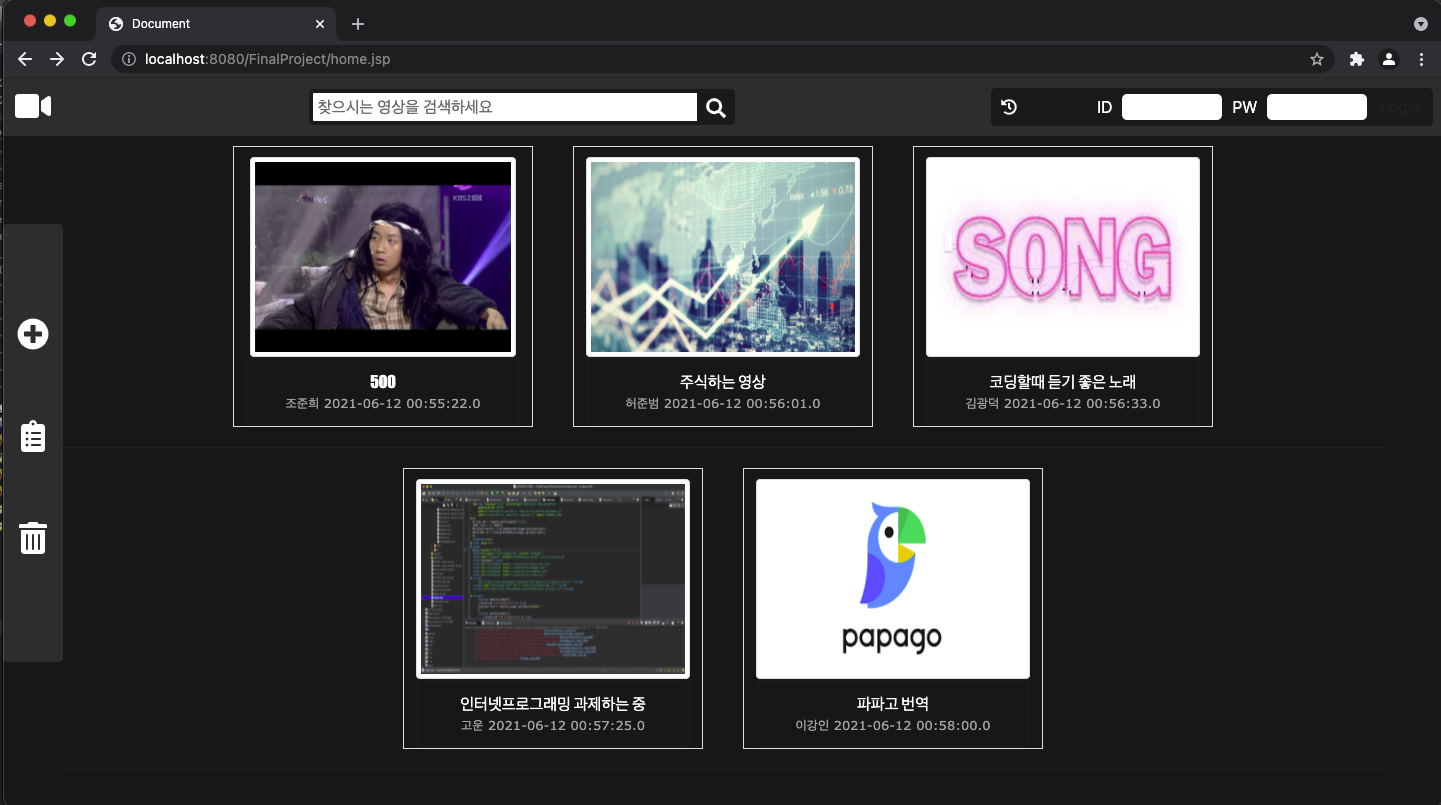 Document
localhost:8080/FinalProject/home.jsp
찾으시는 영상을 검색하세요
ID
PW
Login
KBS2
Index ▲1.56 ▼0.78
SONG
500
조준희 2021-06-12 00:55:22.0
주식하는 영상
허준범 2021-06-12 00:56:01.0
코딩할때 듣기 좋은 노래
김광덕 2021-06-12 00:56:33.0
papago
인터넷프로그래밍 과제하는 중
고운 2021-06-12 00:57:25.0
파파고 번역
이강인 2021-06-12 00:58:00.0